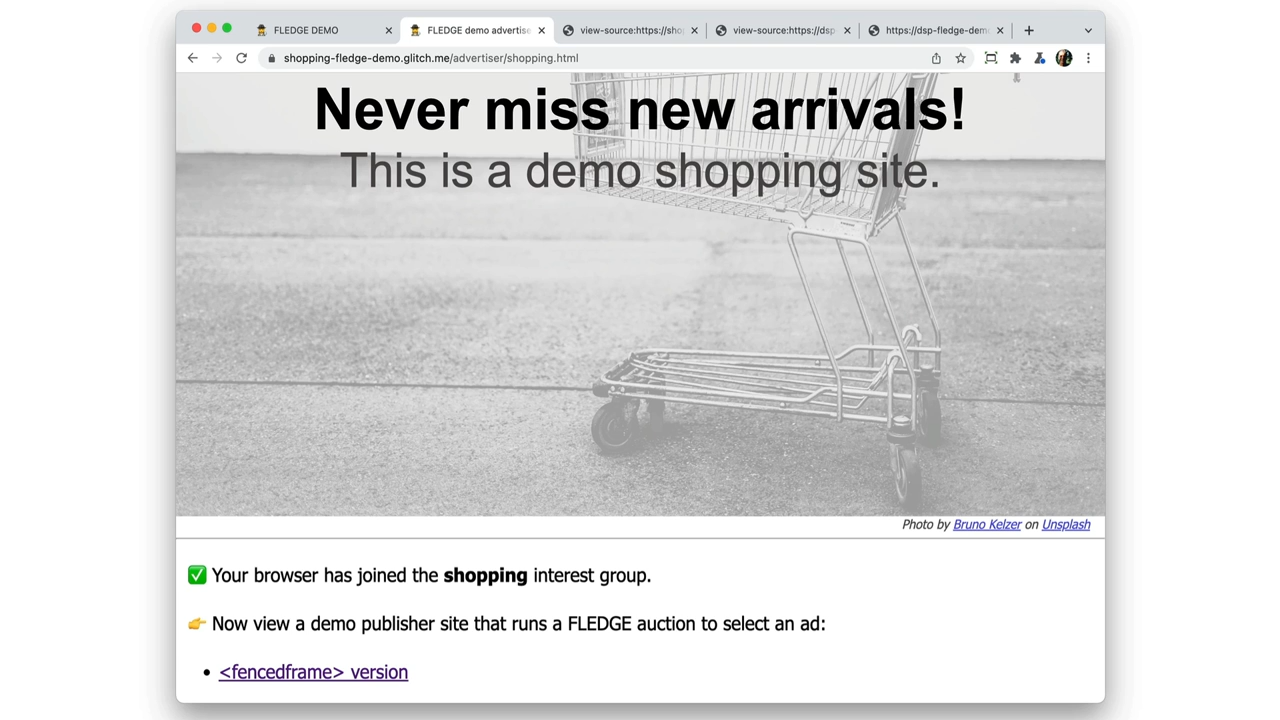 FLEDGE DEMO
FLEDGE demo advertise
view-source:https://shop
view-source:https://dsp-
https://dsp-fledge-demo
shopping-fledge-demo.glitch.me/advertiser/shopping.html
Never miss new arrivals!
This is a demo shopping site.
Photo by Bruno Kelzer on Unsplash
✅ Your browser has joined the shopping interest group.
👉 Now view a demo publisher site that runs a FLEDGE auction to select an ad:
• <fencedframe> version